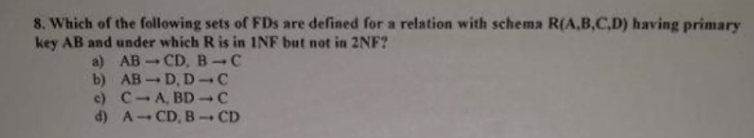 8. Which of the following sets of FDs are defined for a relation with schema R(A,B,C,D) having primary
key AB and under which R is in 1NF but not in 2NF?
a) AB → CD, B → C
b) AB → D, D → C
c) C → A, BD → C
d) A → CD, B → CD